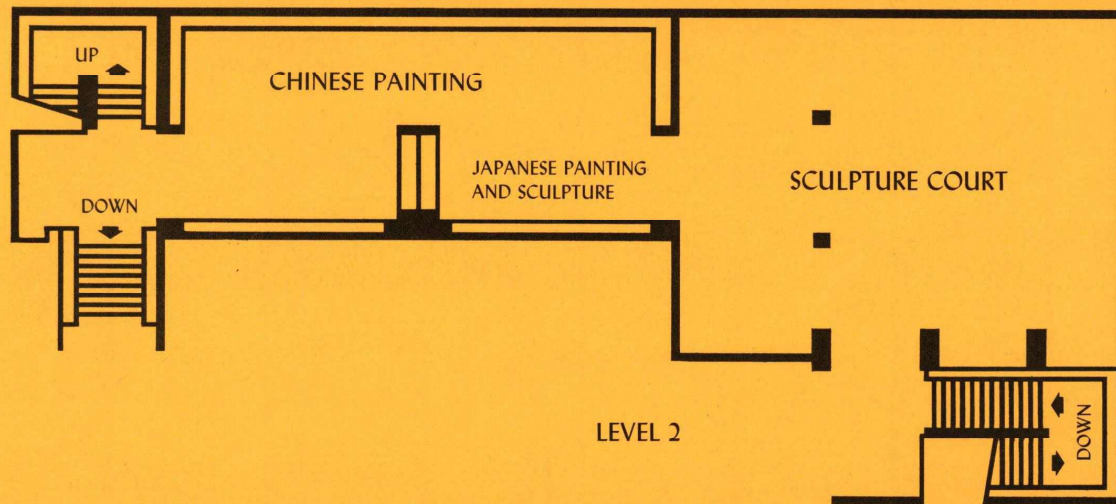 UP
CHINESE PAINTING
JAPANESE PAINTING
AND SCULPTURE
SCULPTURE COURT
DOWN
LEVEL 2
DOWN